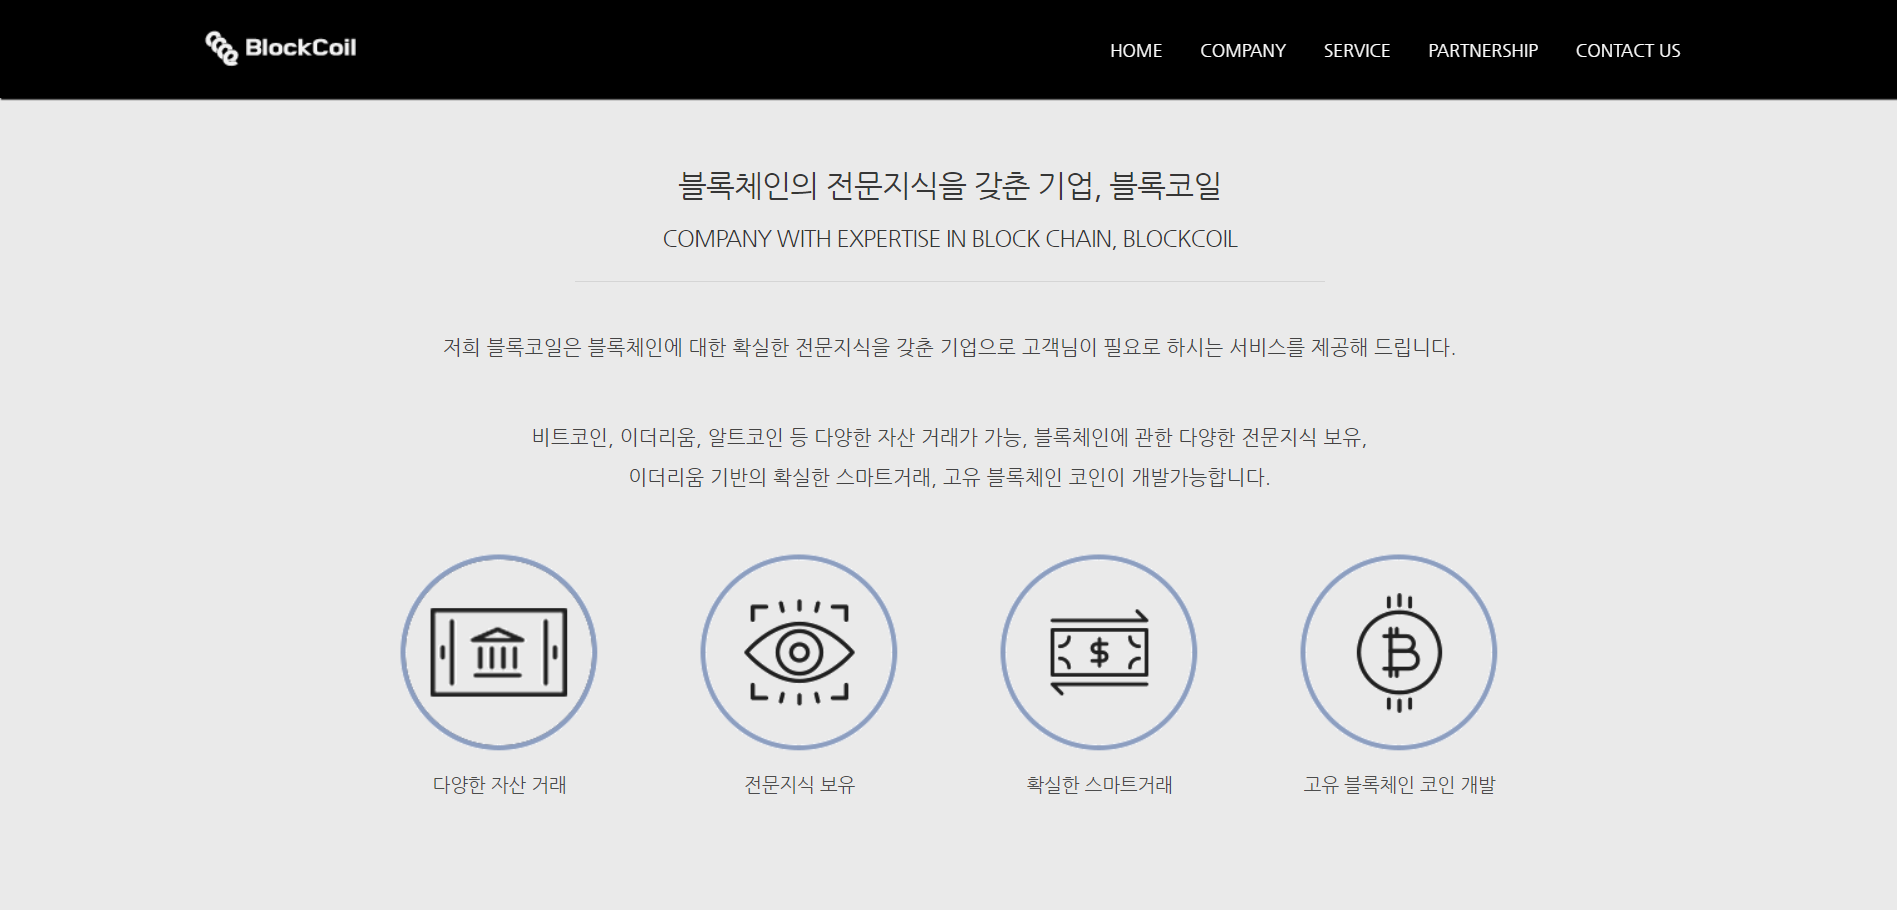 BlockCoil
HOME COMPANY SERVICE PARTNERSHIP CONTACT US
블록체인의 전문지식을 갖춘 기업, 블록코일
COMPANY WITH EXPERTISE IN BLOCK CHAIN, BLOCKCOIL
저희 블록코일은 블록체인에 대한 확실한 전문지식을 갖춘 기업으로 고객님이 필요로 하시는 서비스를 제공해 드립니다.
비트코인, 이더리움, 알트코인 등 다양한 자산 거래가 가능, 블록체인에 관한 다양한 전문지식 보유,
이더리움 기반의 확실한 스마트거래, 고유 블록체인 코인이 개발가능합니다.
다양한 자산 거래
전문지식 보유
확실한 스마트거래
고유 블록체인 코인 개발